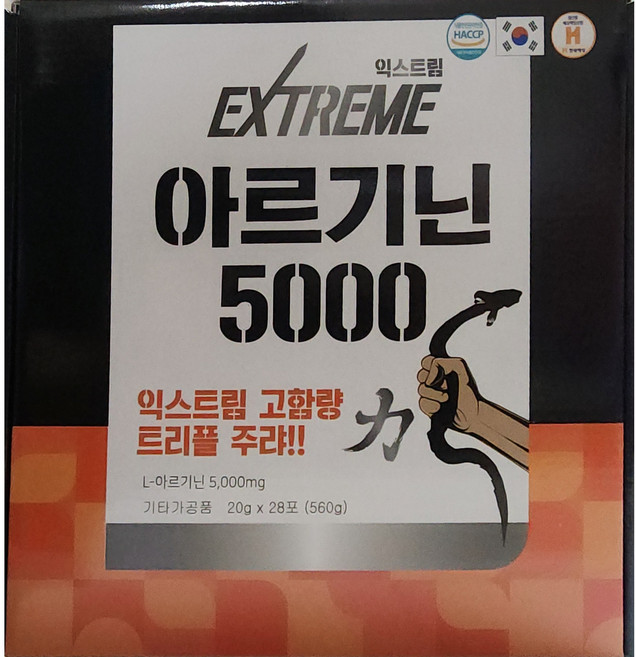 HACCP
익스트림
EXTREME
아르기닌
5000
익스트림 고함량
트리플 주랴!!
力
L-아르기닌 5,000mg
기타가공품 20g x 28포 (560g)